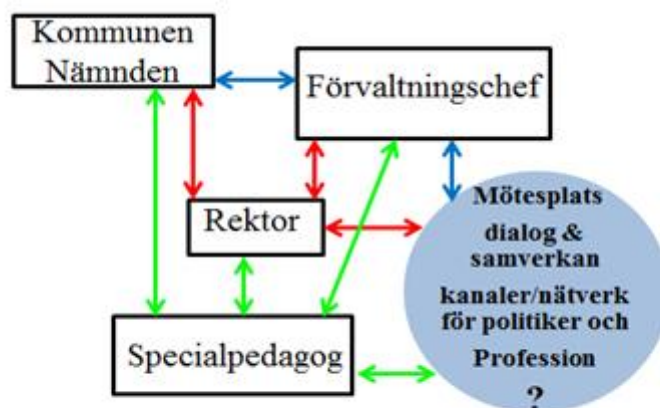 Kommunen
Nämnden
Förvaltningschef
Rektor
Specialpedagog
Mötesplats
dialog &
samverkan
kanaler/nätverk
för politiker och
Profession
?